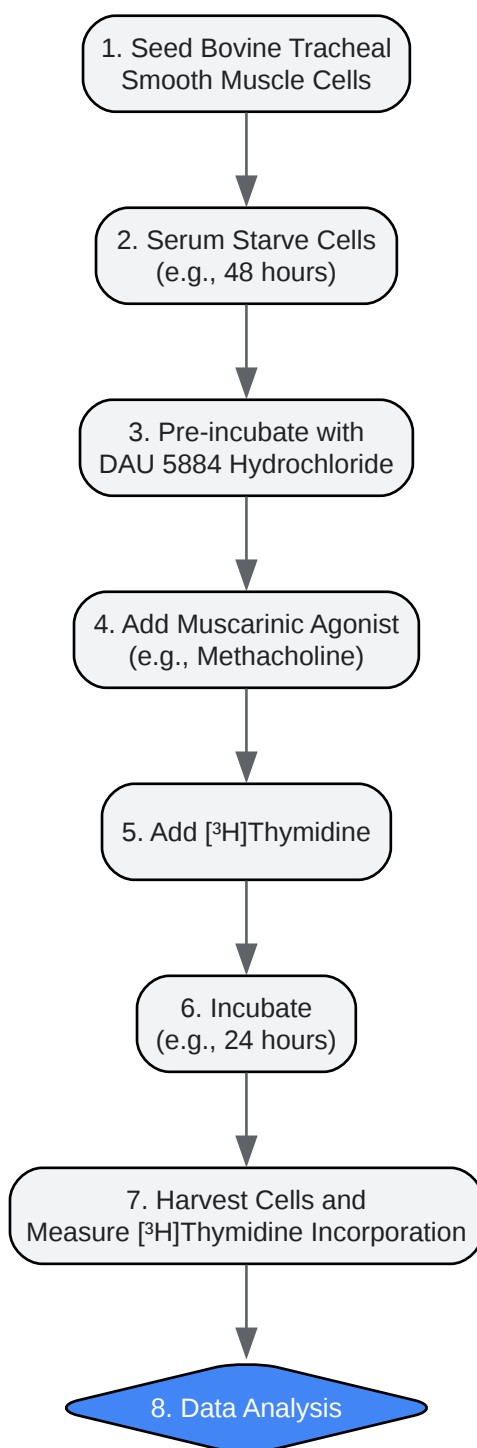 1. Seed Bovine Tracheal
Smooth Muscle Cells
2. Serum Starve Cells
(e.g., 48 hours)
3. Pre-incubate with
DAU 5884 Hydrochloride
4. Add Muscarinic Agonist
(e.g., Methacholine)
5. Add [³H]Thymidine
6. Incubate
(e.g., 24 hours)
7. Harvest Cells and
Measure [³H]Thymidine Incorporation
8. Data Analysis